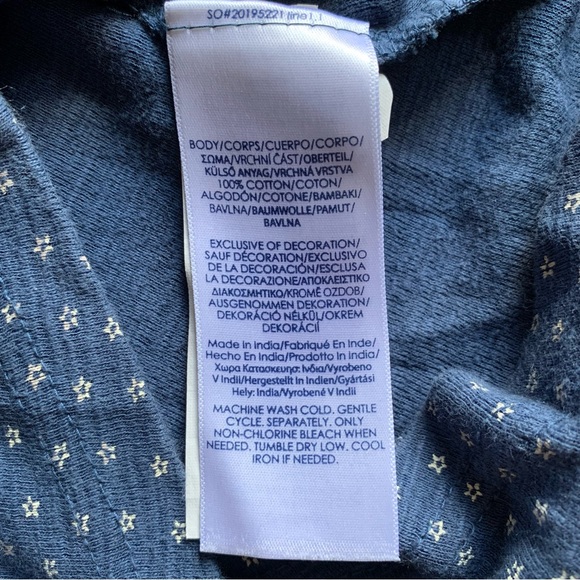 SO#20195221 line1.1
BODY/CORPS/CUERPO/CORPO/
ΣΩΜΑ/VRCHNÍ ČÁST/OBERTEIL/
KÜLSŐ ANYAG/VRCHNÁ VRSTVA
100% COTTON/COTON/
ALGODÓN/COTONE/BAMBAKI/
BAVLNA/BAUMWOLLE/PAMUT/
BAVLNA
EXCLUSIVE OF DECORATION/
SAUF DÉCORATION/EXCLUSIVO
DE LA DECORACIÓN/ESCLUSA
LA DECORAZIONE/ΑΠΟΚΛΕΙΣΤΙΚΟ
ΔΙΑΚΟΣΜΗΤΙΚΟ/KROMĚ OZDOB/
AUSGENOMMEN DEKORATION/
DEKORÁCIÓ NÉLKÜL/OKREM
DEKORÁCIÍ
Made in India/Fabriqué En Inde/
Hecho En India/Prodotto In India/
Χωρα Κατασκευησ: Ινδια/Vyrobeno
V Indii/Hergestellt In Indien/Gyártási
Hely: India/Vyrobené V Indii
MACHINE WASH COLD. GENTLE
CYCLE. SEPARATELY. ONLY
NON-CHLORINE BLEACH WHEN
NEEDED. TUMBLE DRY LOW. COOL
IRON IF NEEDED.